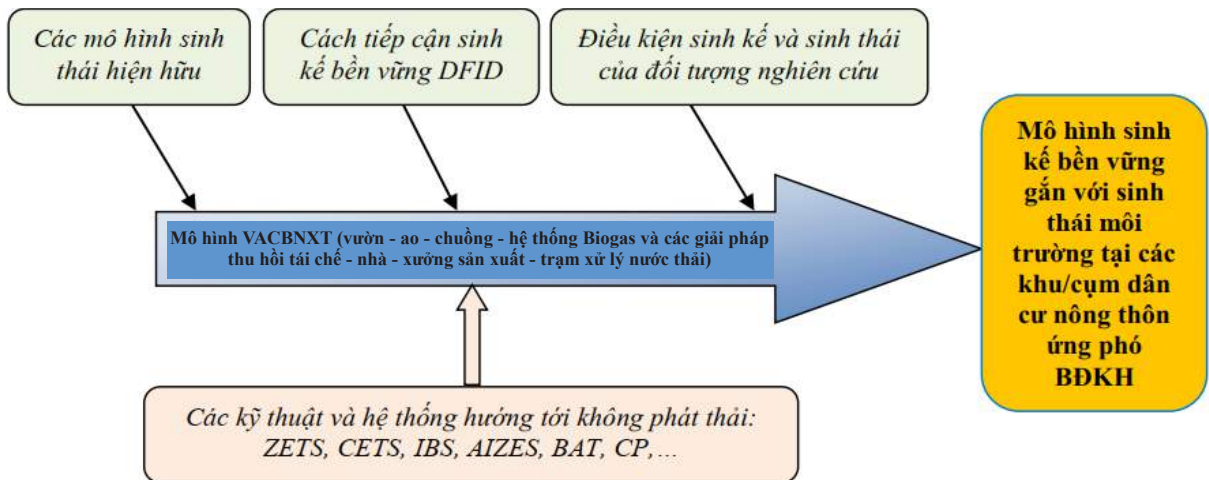 Các mô hình sinh
thái hiện hữu
Cách tiếp cận sinh
kế bền vững DFID
Điều kiện sinh kế và sinh thái
của đối tượng nghiên cứu
Mô hình VACBNXT (vườn - ao - chuồng - hệ thống Biogas và các giải pháp
thu hồi tái chế - nhà - xưởng sản xuất - trạm xử lý nước thải)
Mô hình sinh
kế bền vững
gắn với sinh
thái môi
trường tại các
khu/cụm dân
cư nông thôn
ứng phó
BĐKH
Các kỹ thuật và hệ thống hướng tới không phát thải:
ZETS, CETS, IBS, AIZES, BAT, CP,...